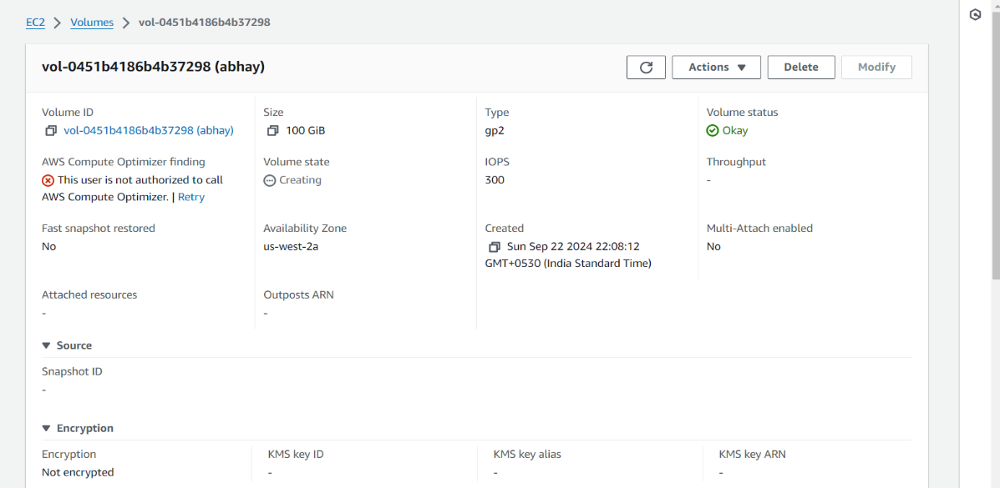 EC2 > Volumes > vol-0451b4186b4b37298
vol-0451b4186b4b37298 (abhay)
Actions
Delete
Modify
Volume ID
vol-0451b4186b4b37298 (abhay)
Size
100 GiB
Type
gp2
Volume status
Okay
AWS Compute Optimizer finding
This user is not authorized to call
AWS Compute Optimizer. | Retry
Volume state
Creating
IOPS
300
Throughput
-
Fast snapshot restored
No
Availability Zone
us-west-2a
Created
Sun Sep 22 2024 22:08:12
GMT+0530 (India Standard Time)
Multi-Attach enabled
No
Attached resources
-
Outposts ARN
-
Source
Snapshot ID
-
Encryption
Encryption
Not encrypted
KMS key ID
-
KMS key alias
-
KMS key ARN
-